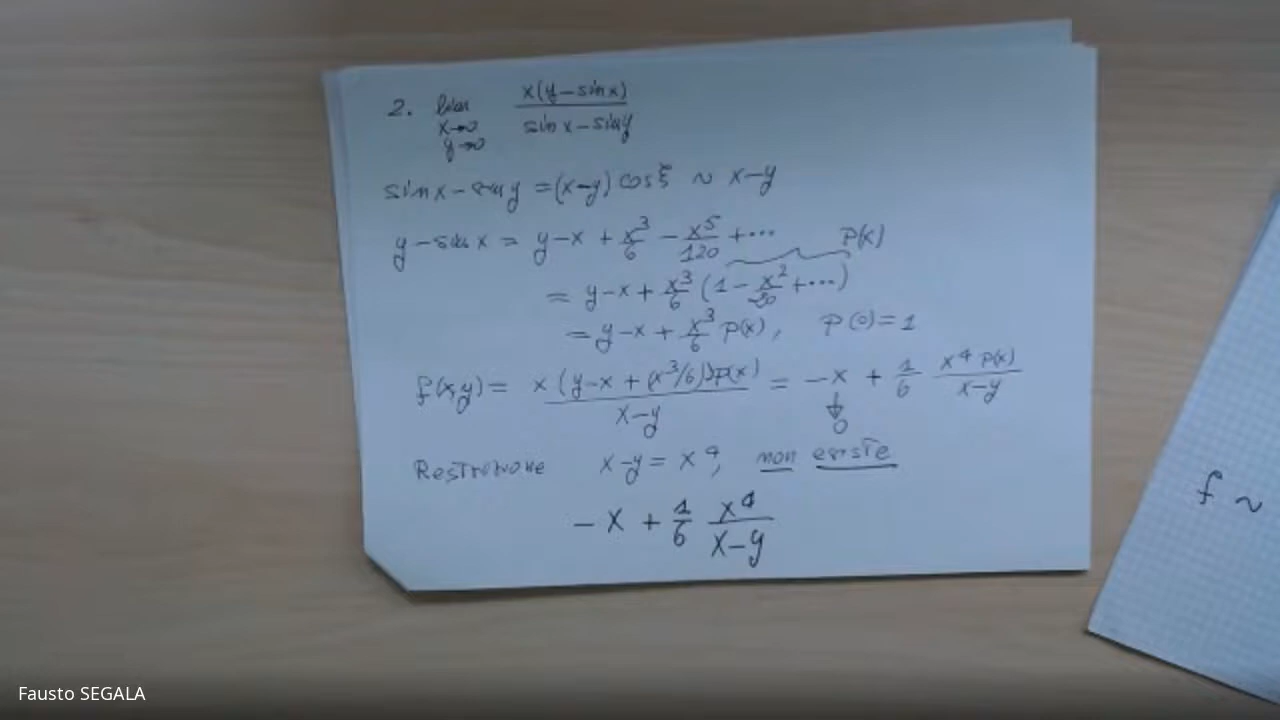 2. lim x(y-sin x) / sin x - sin y
x→0
y→0
sin x - sin y = (x-y) cos ξ ~ x-y
y - sin x = y - x + x³/6 - x⁵/120 + ...
P(x)
= y - x + x³/6 (1 - x²/20 + ...)
= y - x + x³/6 P(x), P(0) = 1
f(x,y) = x(y-x+(x³/6))P(x) / x-y = -x + 1/6 x⁴ P(x) / x-y
↓
0
Restrizione x-y = x⁴, non esiste
-x + 1/6 x⁴ / x-y
f ~
Fausto SEGALA